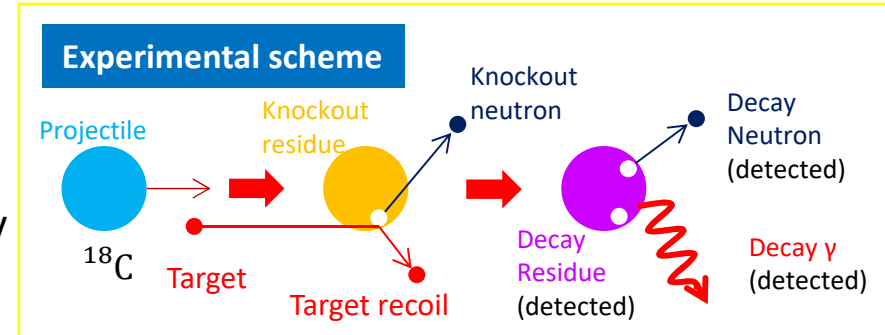 Experimental scheme
Projectile
¹⁸C
Target
Knockout
residue
Knockout
neutron
Target recoil
Decay
Residue
(detected)
Decay
Neutron
(detected)
Decay γ
(detected)